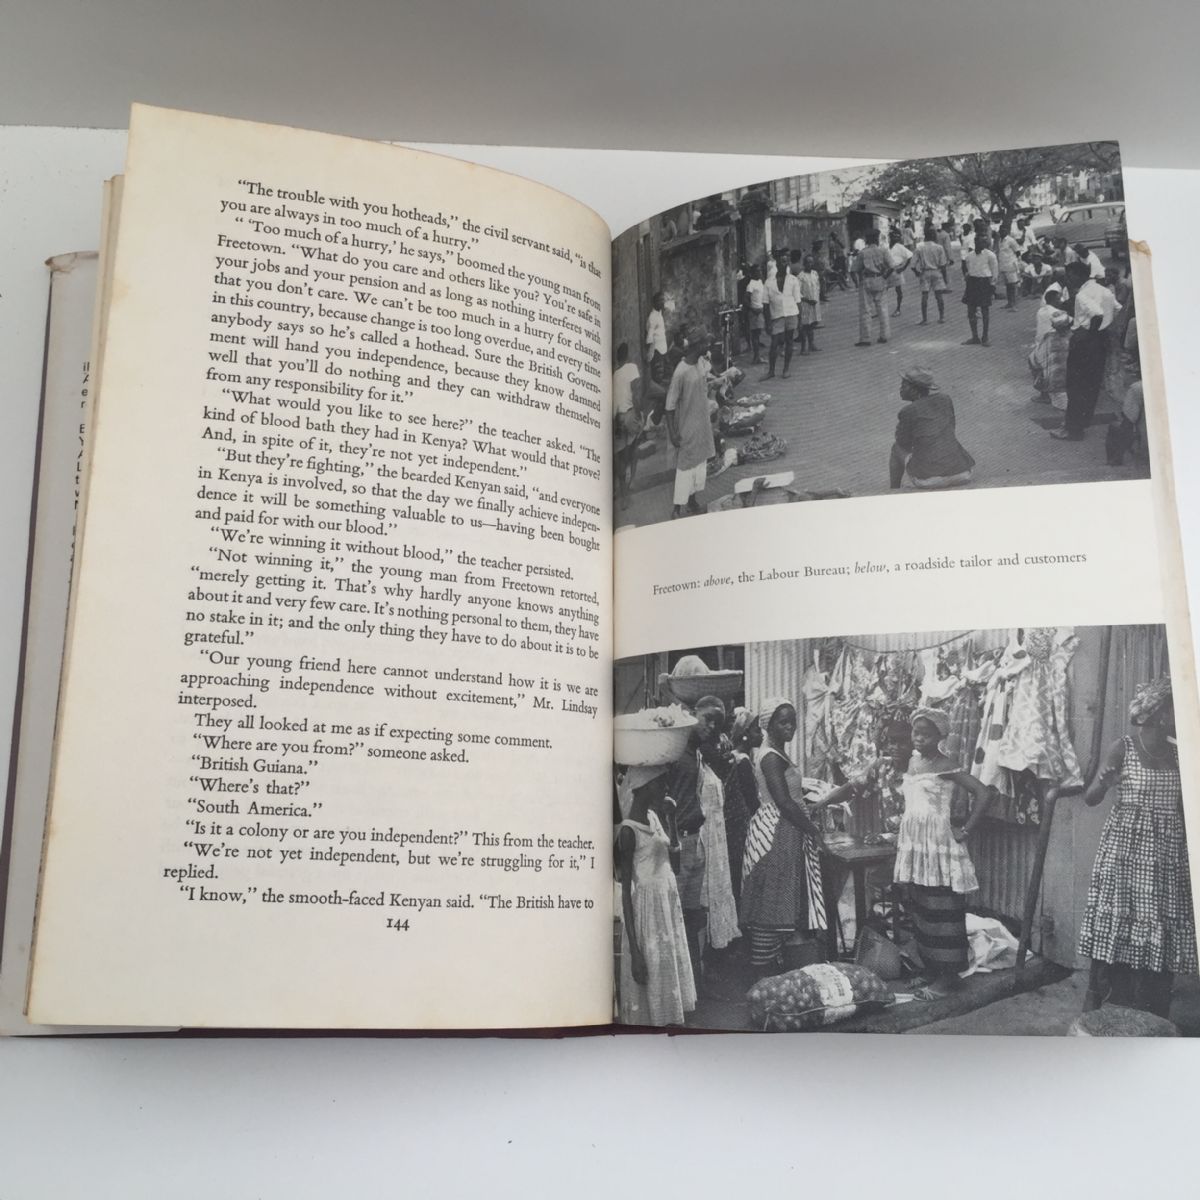 “The trouble with you hotheads,” the civil servant said, “is that
you are always in too much of a hurry.”
“ ‘Too much of a hurry,’ he says,” boomed the young man from
Freetown. “What do you care and others like you? You’re safe in
your jobs and your pension and as long as nothing interferes with
that you don’t care. We can’t be too much in a hurry for change
in this country, because change is too long overdue, and every time
anybody says so he’s called a hothead. Sure the British Govern-
ment will hand you independence, because they know damned
well that you’ll do nothing and they can withdraw themselves
from any responsibility for it.”
“What would you like to see here?” the teacher asked. “The
kind of blood bath they had in Kenya? What would that prove?
And, in spite of it, they’re not yet independent.”
“But they’re fighting,” the bearded Kenyan said, “and everyone
in Kenya is involved, so that the day we finally achieve indepen-
dence it will be something valuable to us—having been bought
and paid for with our blood.”
“We’re winning it without blood,” the teacher persisted.
“Not winning it,” the young man from Freetown retorted,
“merely getting it. That’s why hardly anyone knows anything
about it and very few care. It’s nothing personal to them, they have
no stake in it; and the only thing they have to do about it is to be
grateful.”
“Our young friend here cannot understand how it is we are
approaching independence without excitement,” Mr. Lindsay
interposed.
They all looked at me as if expecting some comment.
“Where are you from?” someone asked.
“British Guiana.”
“Where’s that?”
“South America.”
“Is it a colony or are you independent?” This from the teacher.
“We’re not yet independent, but we’re struggling for it,” I
replied.
“I know,” the smooth-faced Kenyan said. “The British have to
144
Freetown: above, the Labour Bureau; below, a roadside tailor and customers